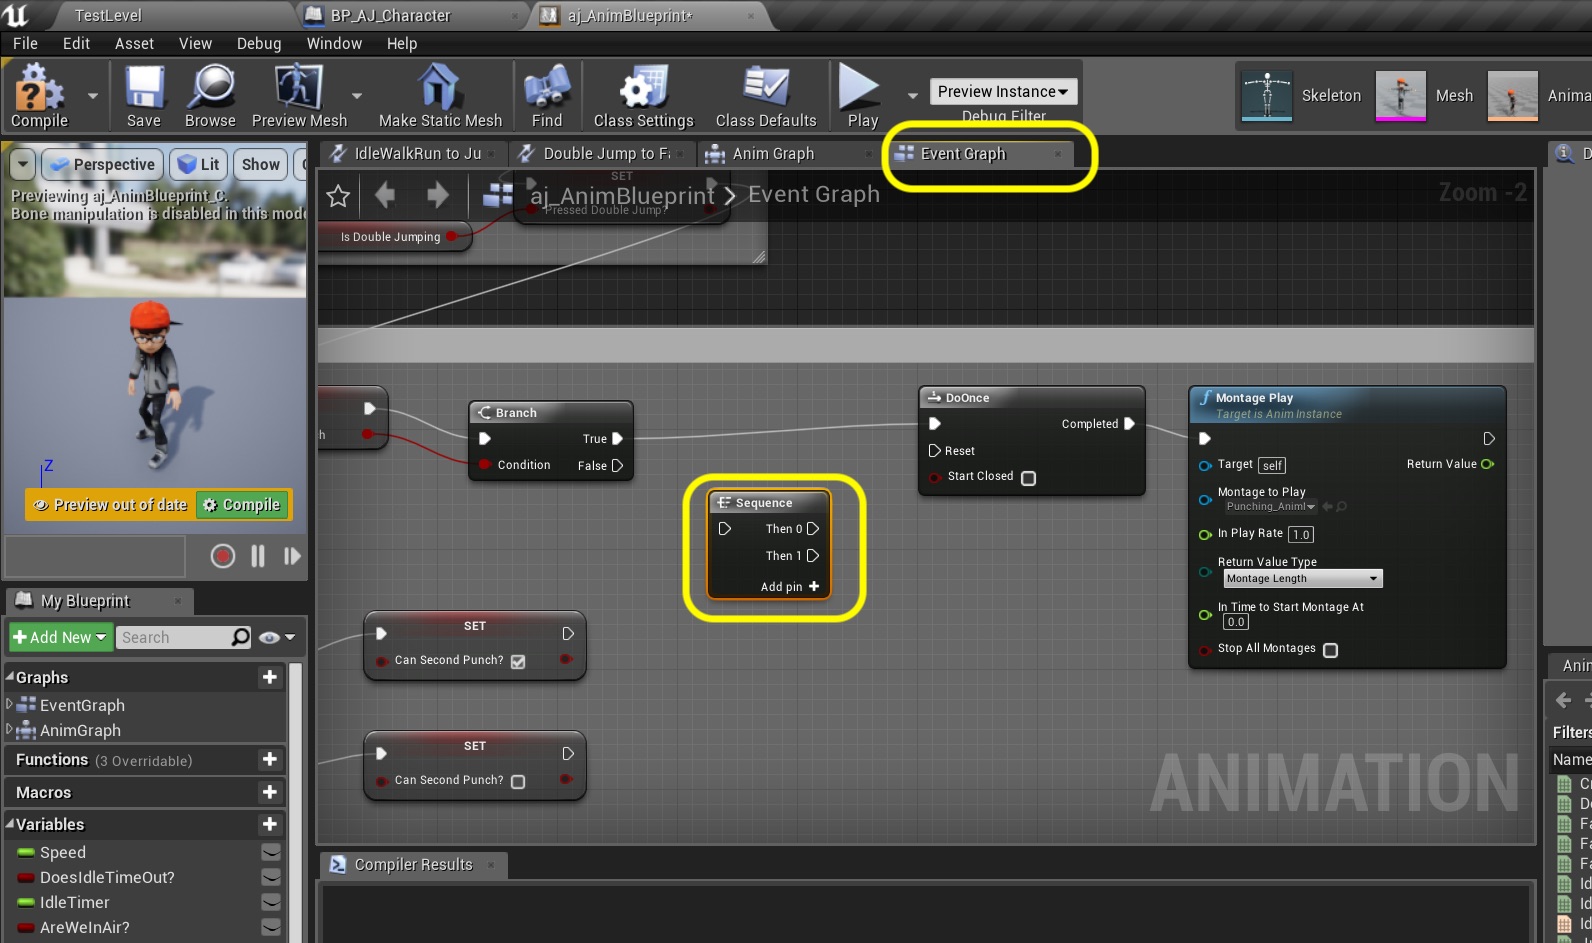 TestLevel
BP_AJ_Character
aj_AnimBlueprint*
File Edit Asset View Debug Window Help
Compile
Save
Browse
Preview Mesh
Make Static Mesh
Find
Class Settings
Class Defaults
Play
Preview Instance
Debug Filter
Skeleton
Mesh
Anima
IdleWalkRun to Ju
Double Jump to F
Anim Graph
Event Graph
D
Perspective
Lit
Show
Previewing aj_AnimBlueprint_C.
Bone manipulation is disabled in this mode
aj_AnimBlueprint > Event Graph
Zoom -2
SET
Pressed Double Jump?
Is Double Jumping
h
Branch
True
Condition
False
DoOnce
Completed
Reset
Start Closed
Montage Play
Target is Anim Instance
Target self
Return Value
Montage to Play
Punching_AnimI
In Play Rate 1.0
Return Value Type
Montage Length
In Time to Start Montage At
0.0
Stop All Montages
Sequence
Then 0
Then 1
Add pin +
SET
Can Second Punch?
SET
Can Second Punch?
ANIMATION
Z
Preview out of date
Compile
My Blueprint
+Add New
Search
Graphs
EventGraph
AnimGraph
Functions (3 Overridable)
Macros
Variables
Speed
DoesIdleTimeOut?
IdleTimer
AreWeInAir?
Compiler Results
Anin
Filters
Name
Cr
D
Fa
Fa
Fa
Id
Id
Id